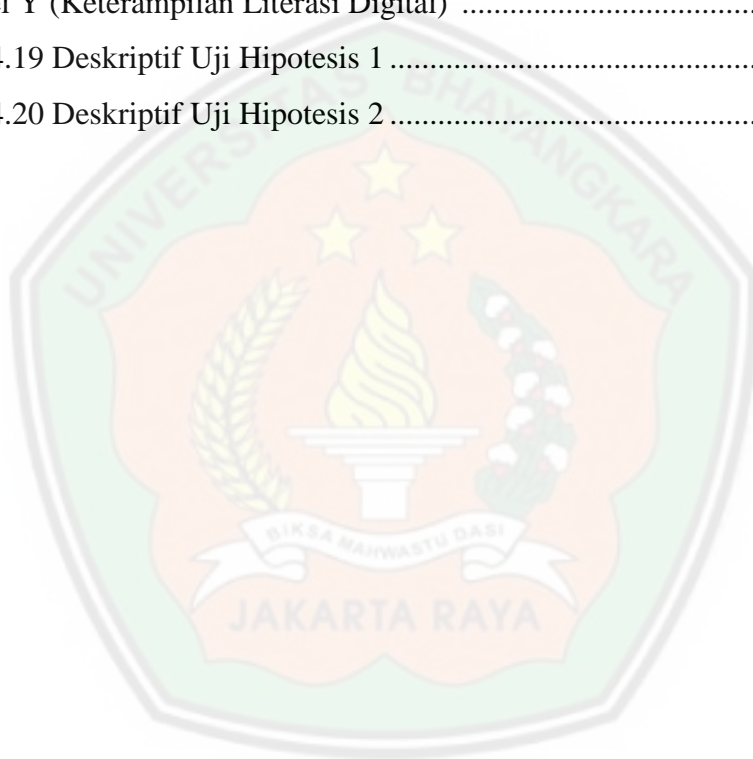 Y (Keterampilan Literasi Digital) ........................................
4.19 Deskriptif Uji Hipotesis 1 ................................................
4.20 Deskriptif Uji Hipotesis 2 ................................................
UNIVERSITAS BHAYANGKARA
BIKSA MAHWASTU DASI
JAKARTA RAYA